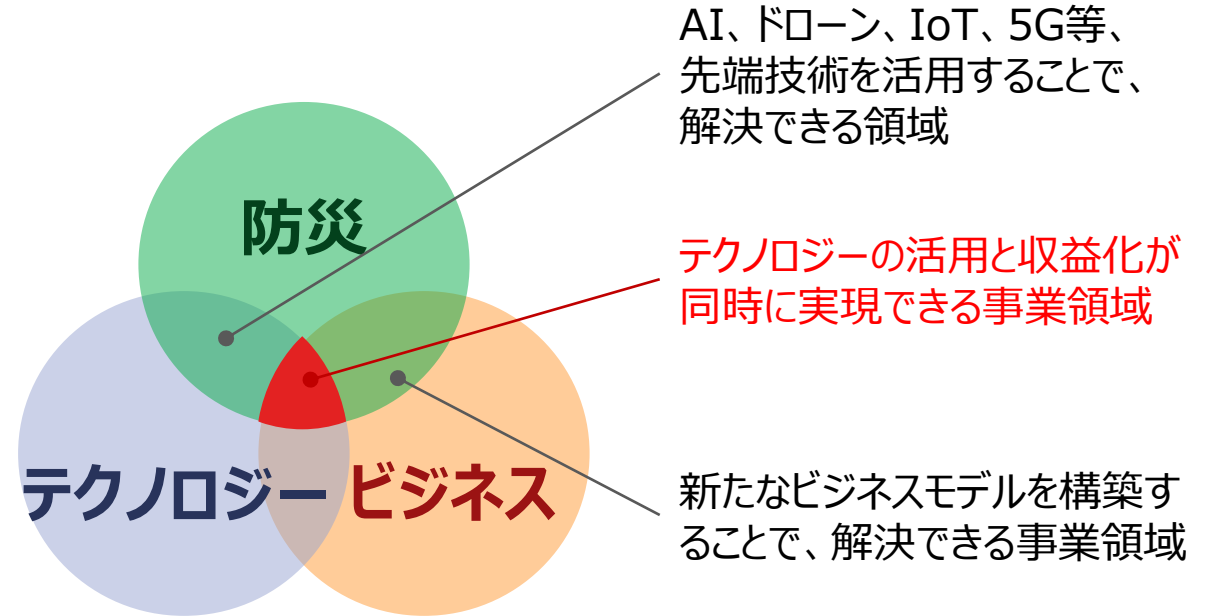 AI、ドローン、IoT、5G等、
先端技術を活用することで、
解決できる領域
防災
テクノロジーの活用と収益化が
同時に実現できる事業領域
テクノロジー
ビジネス
新たなビジネスモデルを構築す
ることで、解決できる事業領域